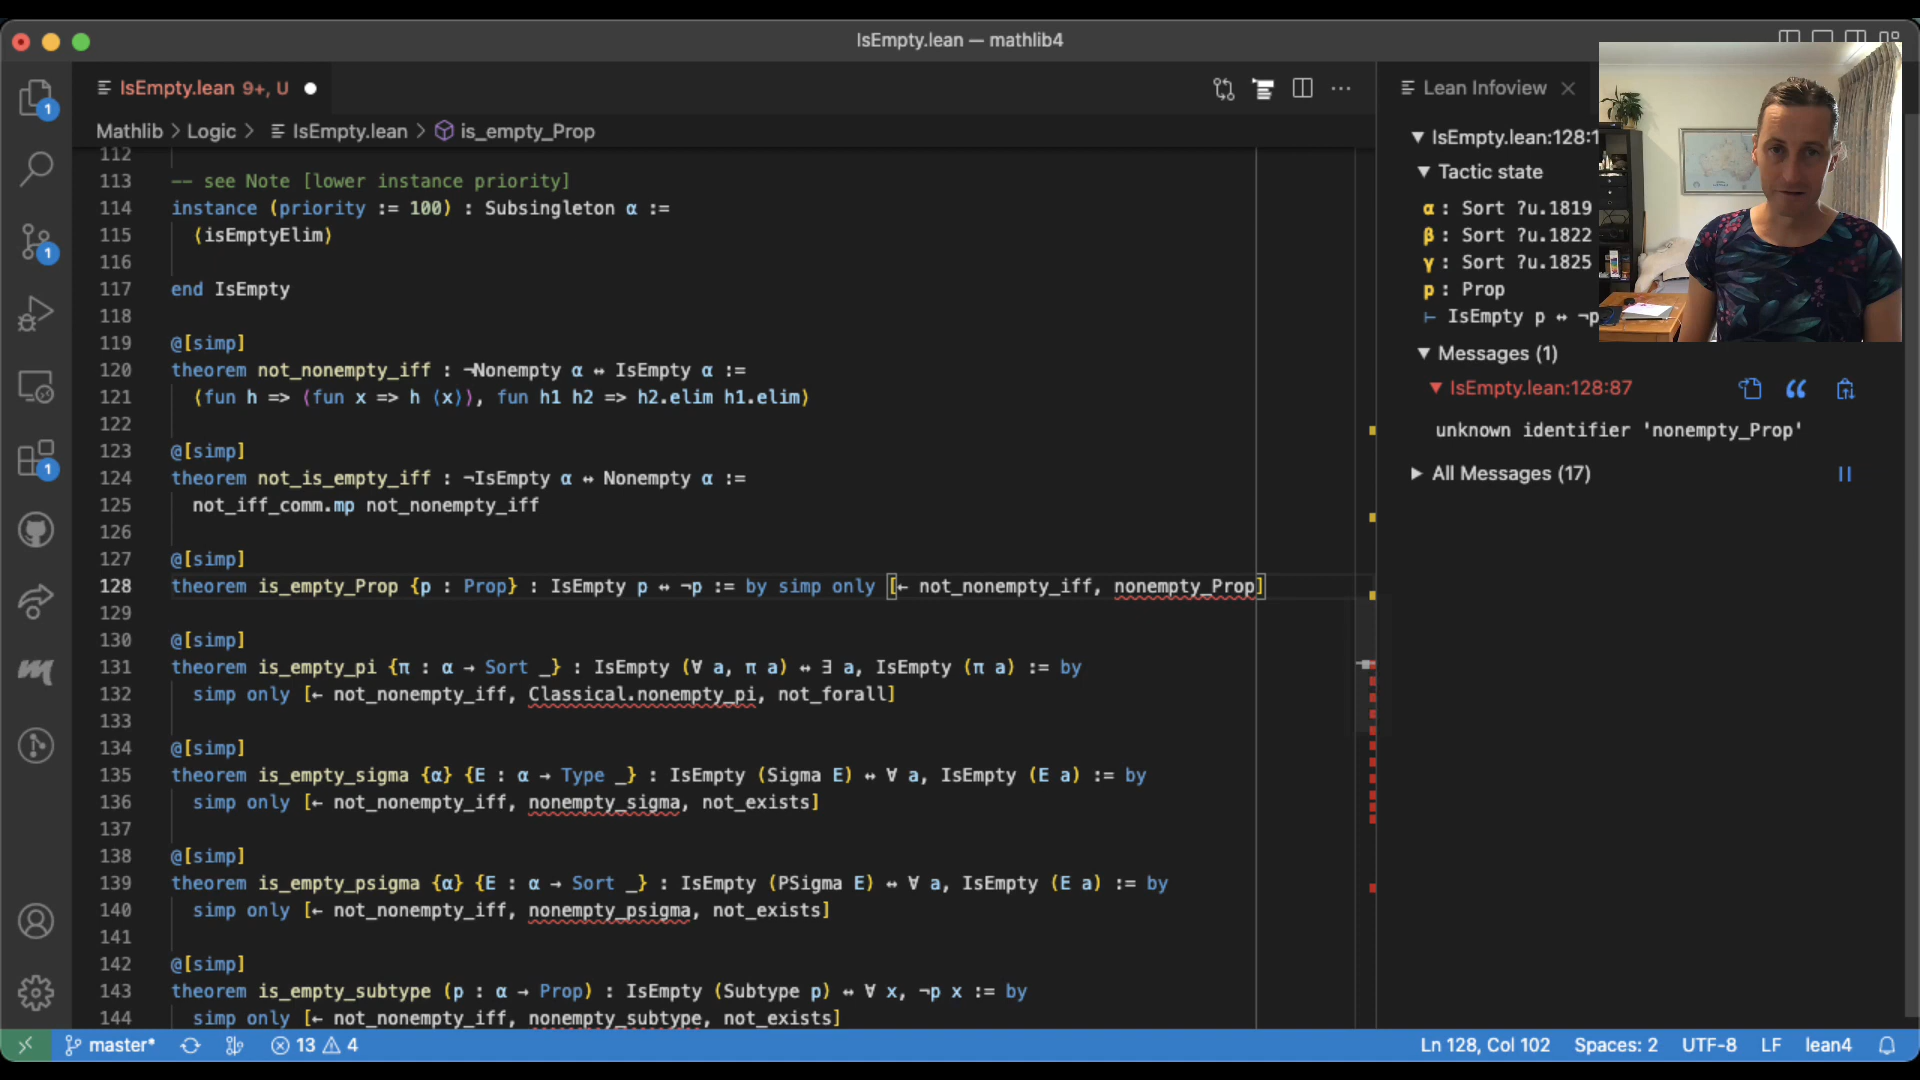 IsEmpty.lean — mathlib4
IsEmpty.lean 9+, U
Lean Infoview
Mathlib > Logic > IsEmpty.lean > is_empty_Prop
112
113 -- see Note [lower instance priority]
114 instance (priority := 100) : Subsingleton α :=
115 ⟨isEmptyElim⟩
116
117 end IsEmpty
118
119 @[simp]
120 theorem not_nonempty_iff : ¬Nonempty α ↔ IsEmpty α :=
121 ⟨fun h => ⟨fun x => h ⟨x⟩⟩, fun h1 h2 => h2.elim h1.elim⟩
122
123 @[simp]
124 theorem not_is_empty_iff : ¬IsEmpty α ↔ Nonempty α :=
125 not_iff_comm.mp not_nonempty_iff
126
127 @[simp]
128 theorem is_empty_Prop {p : Prop} : IsEmpty p ↔ ¬p := by simp only [← not_nonempty_iff, nonempty_Prop]
129
130 @[simp]
131 theorem is_empty_pi {π : α → Sort _} : IsEmpty (∀ a, π a) ↔ ∃ a, IsEmpty (π a) := by
132 simp only [← not_nonempty_iff, Classical.nonempty_pi, not_forall]
133
134 @[simp]
135 theorem is_empty_sigma {α} {E : α → Type _} : IsEmpty (Sigma E) ↔ ∀ a, IsEmpty (E a) := by
136 simp only [← not_nonempty_iff, nonempty_sigma, not_exists]
137
138 @[simp]
139 theorem is_empty_psigma {α} {E : α → Sort _} : IsEmpty (PSigma E) ↔ ∀ a, IsEmpty (E a) := by
140 simp only [← not_nonempty_iff, nonempty_psigma, not_exists]
141
142 @[simp]
143 theorem is_empty_subtype (p : α → Prop) : IsEmpty (Subtype p) ↔ ∀ x, ¬p x := by
144 simp only [← not_nonempty_iff, nonempty_subtype, not_exists]
IsEmpty.lean:128:1
Tactic state
α : Sort ?u.1819
β : Sort ?u.1822
γ : Sort ?u.1825
p : Prop
⊢ IsEmpty p ↔ ¬p
Messages (1)
IsEmpty.lean:128:87
unknown identifier 'nonempty_Prop'
All Messages (17)
1
1
1
master* 13 4 Ln 128, Col 102 Spaces: 2 UTF-8 LF lean4